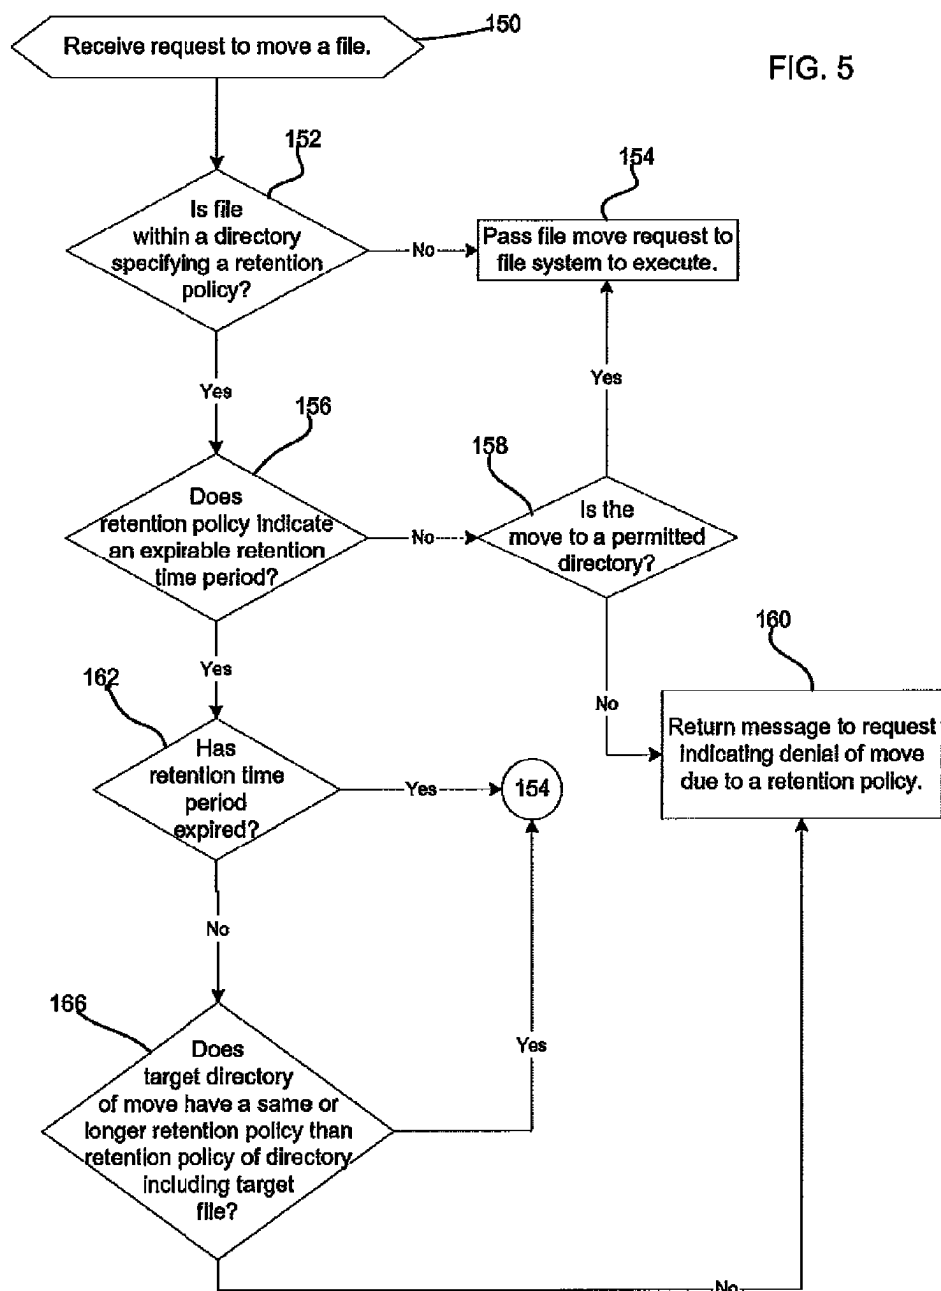 150
Receive request to move a file.
FIG. 5
152
154
Is file
within a directory
specifying a retention
policy?
No
Pass file move request to
file system to execute.
Yes
Yes
156
158
Does
retention policy indicate
an expirable retention
time period?
No
Is the
move to a permitted
directory?
160
Yes
162
No
Return message to request
indicating denial of move
due to a retention policy.
Has
retention time
period
expired?
Yes
154
No
166
Does
target directory
of move have a same or
longer retention policy than
retention policy of directory
including target
file?
Yes
No